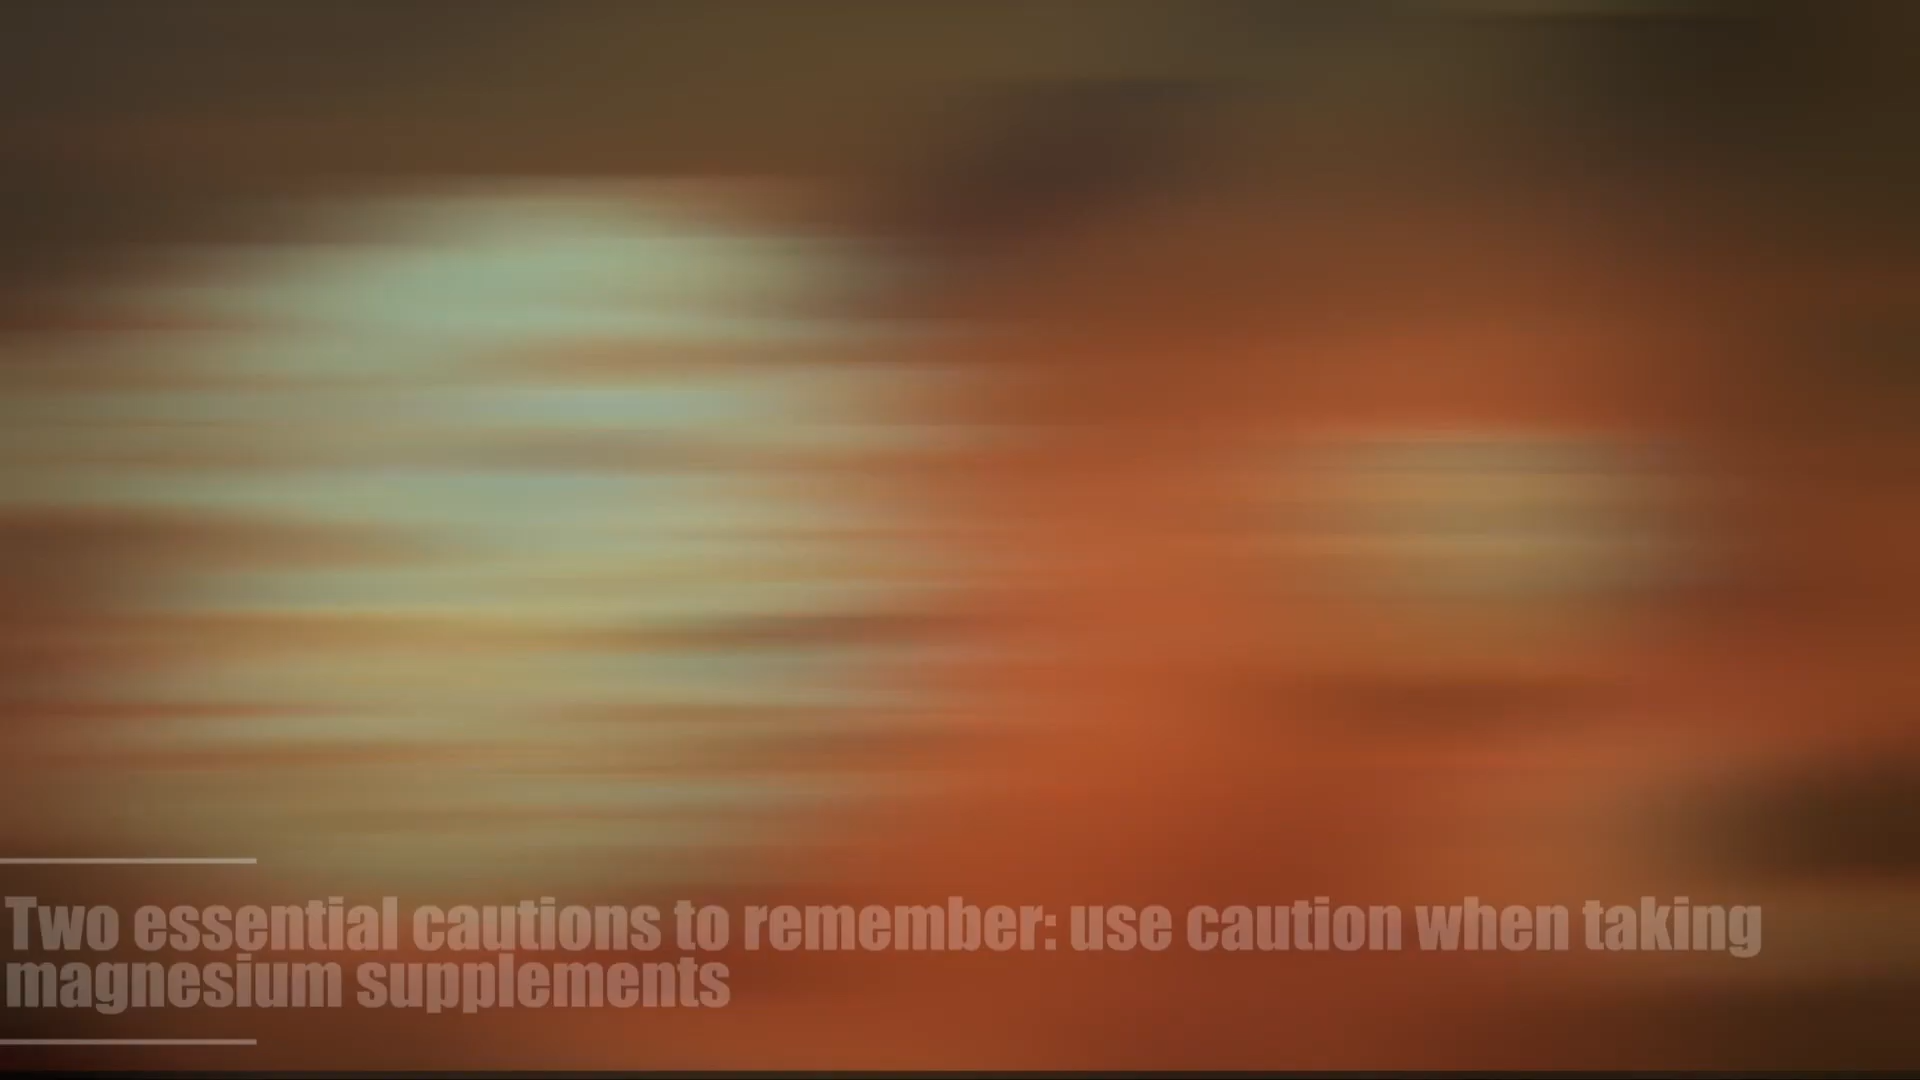 Two essential cautions to remember: use caution when taking
magnesium supplements